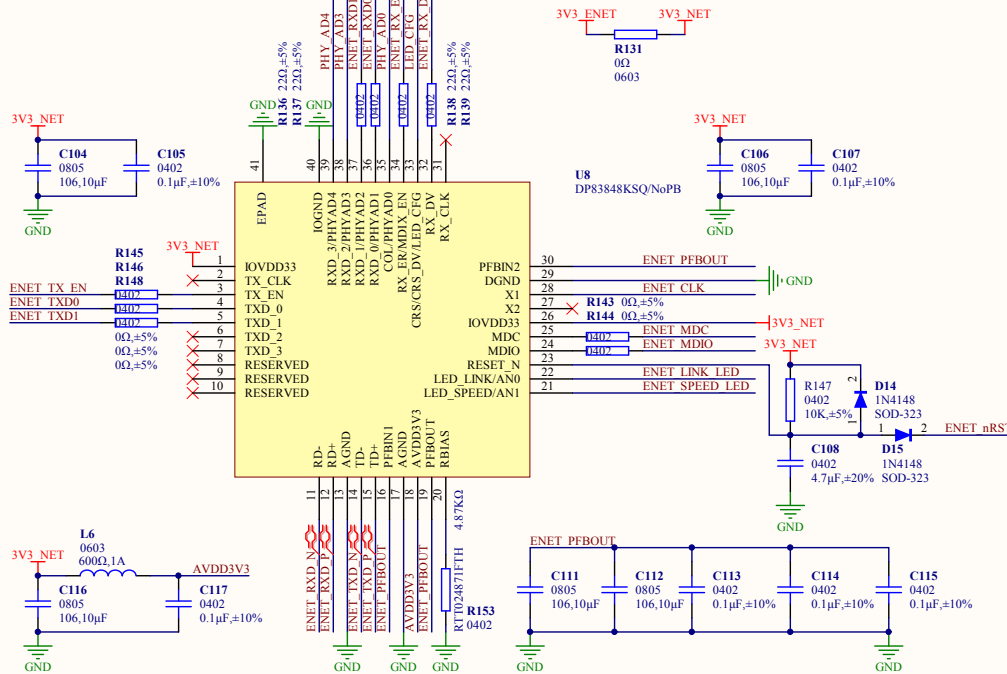 3V3_ENET
3V3_NET
R131
0Ω
0603
PHY_AD4
PHY_AD3
PHY_AD0
LED_CFG
R136 22Ω,±5%
R137 22Ω,±5%
0402
0402
0402
0402
R138 22Ω,±5%
R139 22Ω,±5%
GND
GND
3V3_NET
C104
0805
106,10μF
C105
0402
0.1μF,±10%
GND
3V3_NET
C106
0805
106,10μF
C107
0402
0.1μF,±10%
GND
U8
DP83848KSQ/NoPB
41
40
39
38
37
36
35
34
33
32
31
EPAD
IOGND
RXD_3/PHYAD4
RXD_2/PHYAD3
RXD_1/PHYAD2
RXD_0/PHYAD1
COL/PHYAD0
RX_ER/MDIX_EN
CRS/CRS_DV/LED_CFG
RX_DV
RX_CLK
3V3_NET
R145
R146
R148
ENET_TX_EN
ENET_TXD0
ENET_TXD1
0402
0402
0402
0Ω,±5%
0Ω,±5%
0Ω,±5%
1 IOVDD33
2 TX_CLK
3 TX_EN
4 TXD_0
5 TXD_1
6 TXD_2
7 TXD_3
8 RESERVED
9 RESERVED
10 RESERVED
PFBIN2 30 ENET_PFBOUT
DGND 29 GND
X1 28 ENET_CLK
X2 27
R143 0Ω,±5%
R144 0Ω,±5%
IOVDD33 26 3V3_NET
MDC 25 0402 ENET_MDC
MDIO 24 0402 ENET_MDIO
RESET_N 23
LED_LINK/AN0 22 ENET_LINK_LED
LED_SPEED/AN1 21 ENET_SPEED_LED
3V3_NET
R147
0402
10K,±5%
2
1
D14
1N4148
SOD-323
1
2
ENET_nRS
D15
1N4148
SOD-323
C108
0402
4.7μF,±20%
GND
RD-
RD+
AGND
TD-
TD+
PFBIN1
AGND
AVDD3V3
PFBOUT
RBIAS
11
12
13
14
15
16
17
18
19
20
ENET_RXD_N
ENET_RXD_P
ENET_TXD_N
ENET_TXD_P
ENET_PFBOUT
AVDD3V3
ENET_PFBOUT
4.87KΩ
RTT024871FTH
R153
0402
GND
GND
GND
3V3_NET
L6
0603
600Ω,1A
AVDD3V3
C116
0805
106,10μF
C117
0402
0.1μF,±10%
GND
ENET_PFBOUT
C111
0805
106,10μF
C112
0805
106,10μF
C113
0402
0.1μF,±10%
C114
0402
0.1μF,±10%
C115
0402
0.1μF,±10%
GND
GND